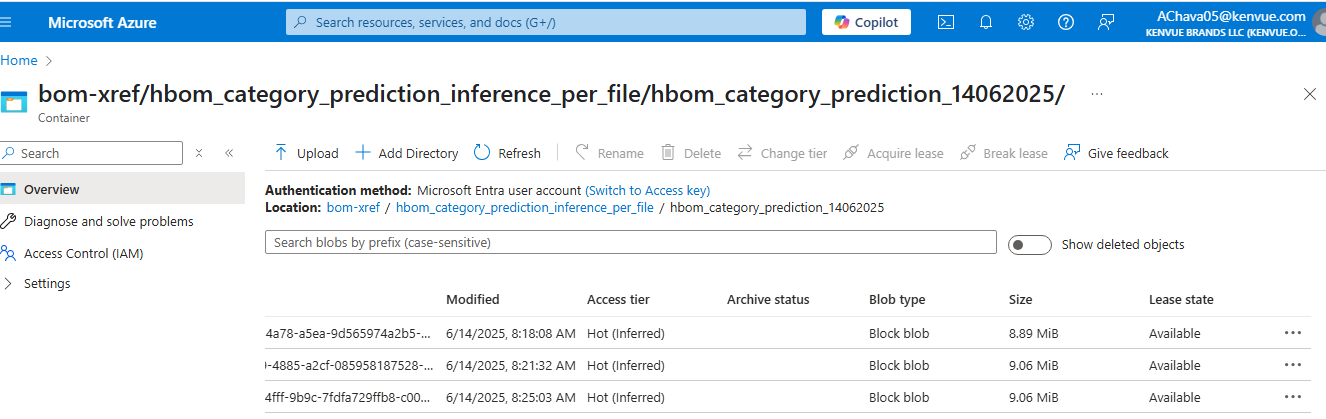 Microsoft Azure
Search resources, services, and docs (G+/)
Copilot
AChava05@kenvue.com
KENVUE BRANDS LLC (KENVUE.O...
Home
bom-xref/hbom_category_prediction_inference_per_file/hbom_category_prediction_14062025/
...
Container
Search
Upload
Add Directory
Refresh
Rename
Delete
Change tier
Acquire lease
Break lease
Give feedback
Overview
Diagnose and solve problems
Access Control (IAM)
Settings
Authentication method: Microsoft Entra user account (Switch to Access key)
Location: bom-xref / hbom_category_prediction_inference_per_file / hbom_category_prediction_14062025
Search blobs by prefix (case-sensitive)
Show deleted objects
Modified Access tier Archive status Blob type Size Lease state
4a78-a5ea-9d565974a2b5-... 6/14/2025, 8:18:08 AM Hot (Inferred) Block blob 8.89 MiB Available ...
-4885-a2cf-085958187528-... 6/14/2025, 8:21:32 AM Hot (Inferred) Block blob 9.06 MiB Available ...
4fff-9b9c-7fdfa729ffb8-c00... 6/14/2025, 8:25:03 AM Hot (Inferred) Block blob 9.06 MiB Available ...